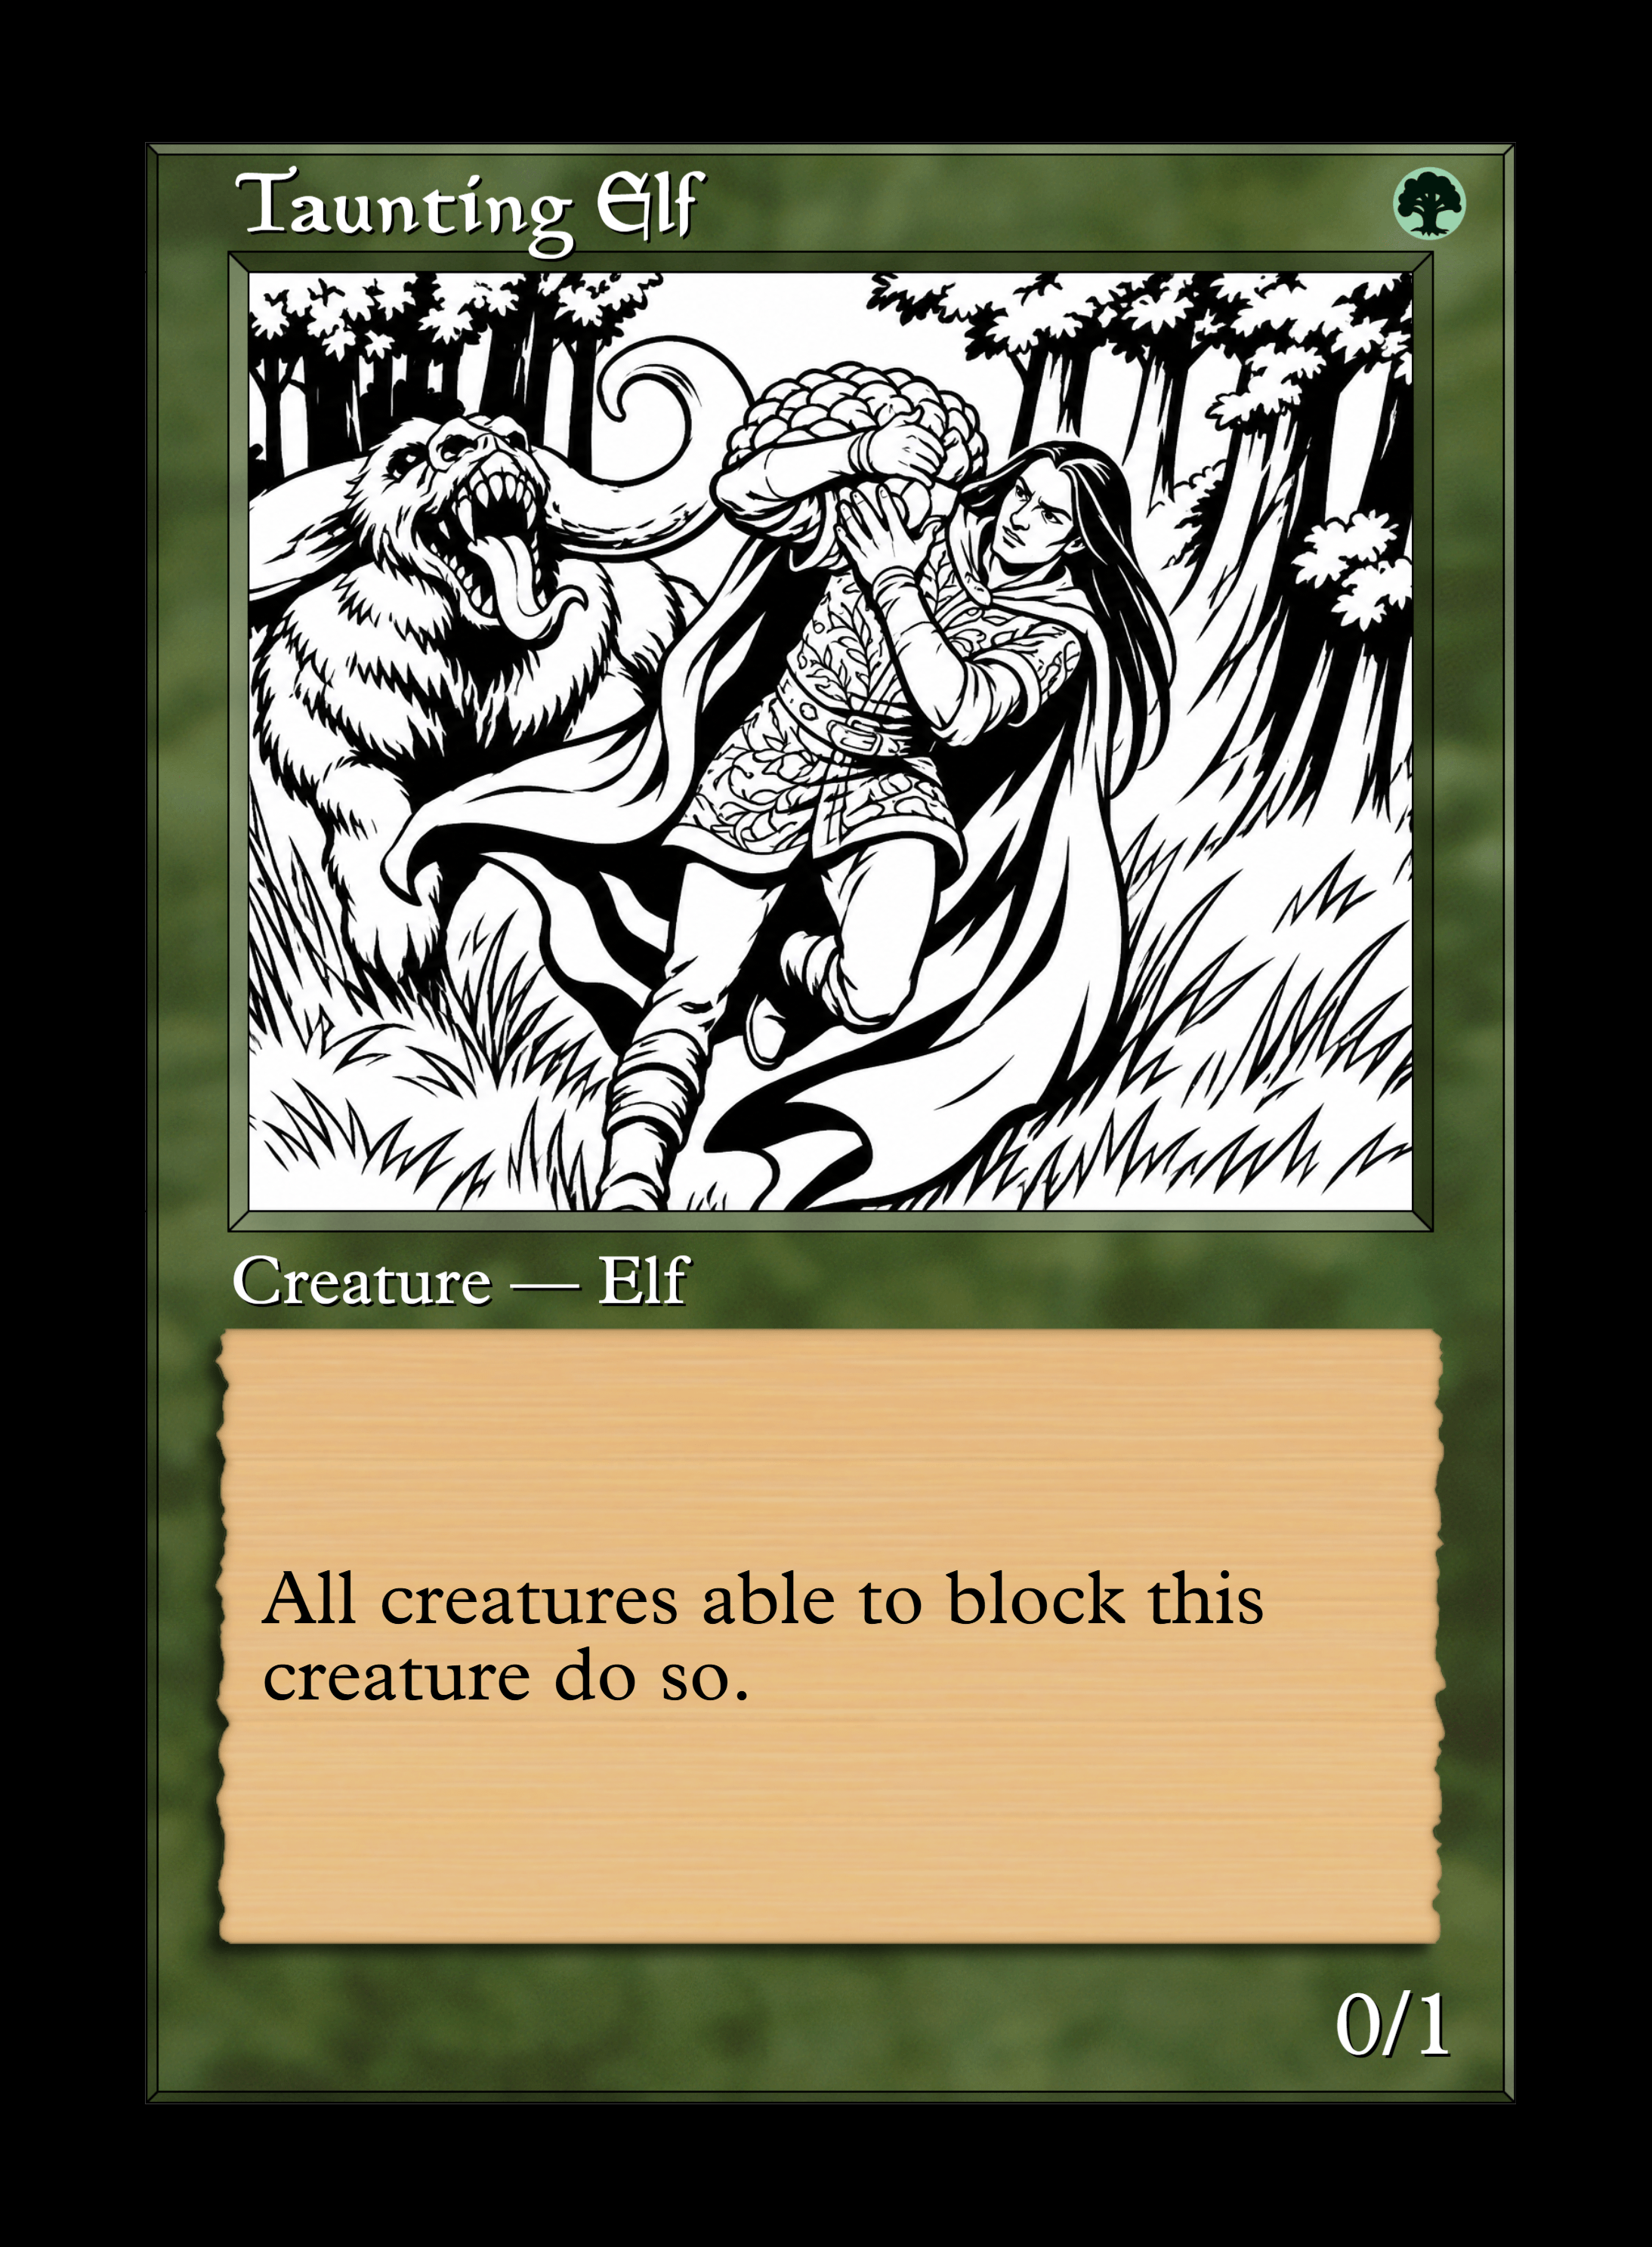 Taunting Elf
Creature — Elf
All creatures able to block this
creature do so.
0/1